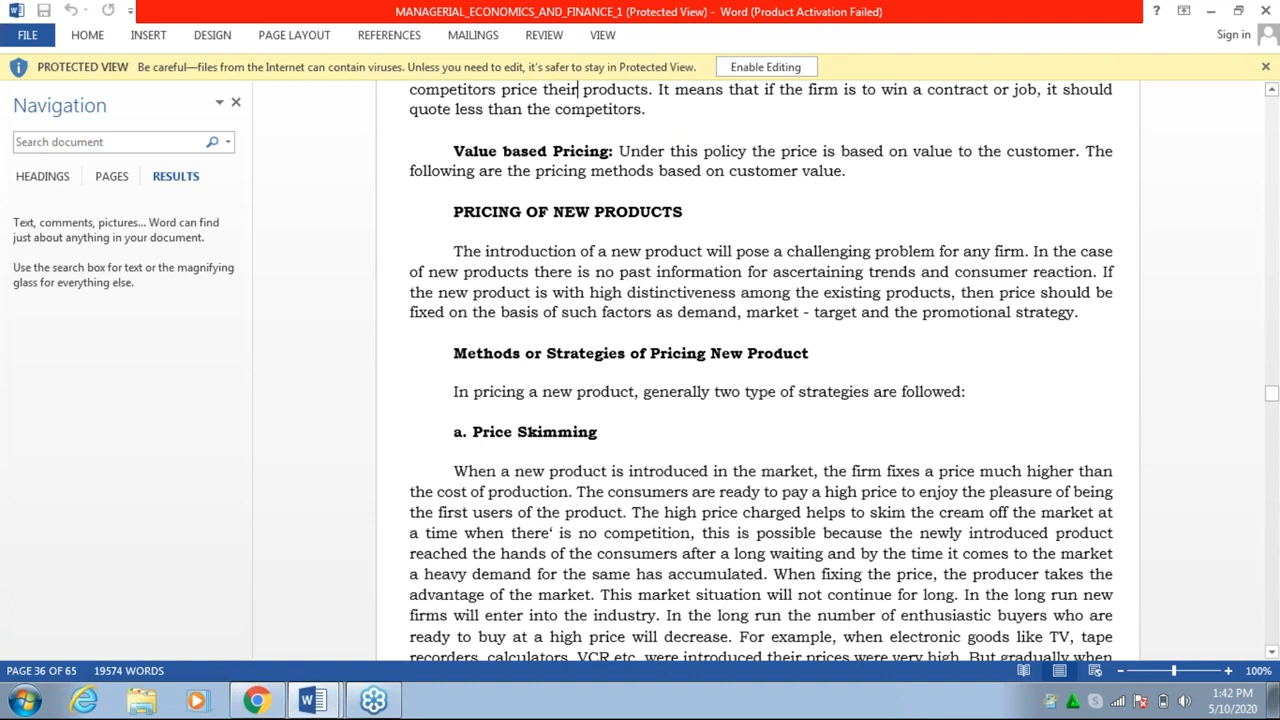 MANAGERIAL_ECONOMICS_AND_FINANCE_1 (Protected View) - Word (Product Activation Failed)
FILE HOME INSERT DESIGN PAGE LAYOUT REFERENCES MAILINGS REVIEW VIEW Sign in
PROTECTED VIEW Be careful—files from the Internet can contain viruses. Unless you need to edit, it's safer to stay in Protected View. Enable Editing
Navigation
Search document
HEADINGS PAGES RESULTS
Text, comments, pictures... Word can find
just about anything in your document.
Use the search box for text or the magnifying
glass for everything else.
competitors price their products. It means that if the firm is to win a contract or job, it should
quote less than the competitors.
Value based Pricing: Under this policy the price is based on value to the customer. The
following are the pricing methods based on customer value.
PRICING OF NEW PRODUCTS
The introduction of a new product will pose a challenging problem for any firm. In the case
of new products there is no past information for ascertaining trends and consumer reaction. If
the new product is with high distinctiveness among the existing products, then price should be
fixed on the basis of such factors as demand, market - target and the promotional strategy.
Methods or Strategies of Pricing New Product
In pricing a new product, generally two type of strategies are followed:
a. Price Skimming
When a new product is introduced in the market, the firm fixes a price much higher than
the cost of production. The consumers are ready to pay a high price to enjoy the pleasure of being
the first users of the product. The high price charged helps to skim the cream off the market at
a time when there‘ is no competition, this is possible because the newly introduced product
reached the hands of the consumers after a long waiting and by the time it comes to the market
a heavy demand for the same has accumulated. When fixing the price, the producer takes the
advantage of the market. This market situation will not continue for long. In the long run new
firms will enter into the industry. In the long run the number of enthusiastic buyers who are
ready to buy at a high price will decrease. For example, when electronic goods like TV, tape
recorders, calculators, VCR etc. were introduced their prices were very high. But gradually when
PAGE 36 OF 65 19574 WORDS 100%
1:42 PM
5/10/2020